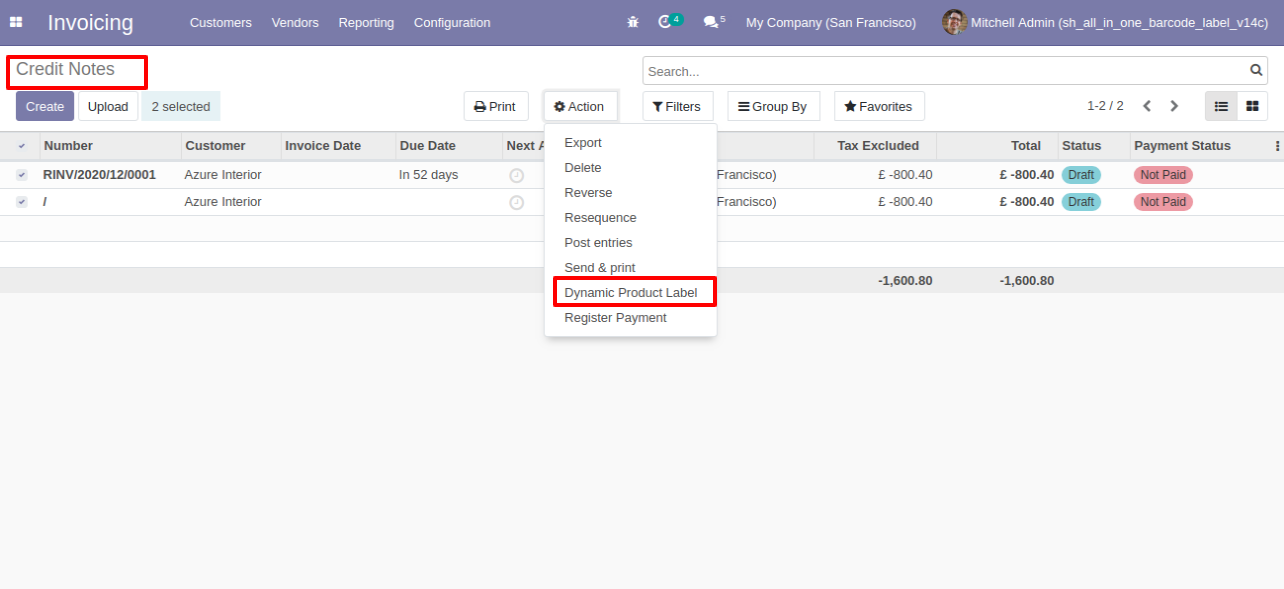 Invoicing Customers Vendors Reporting Configuration 4 5 My Company (San Francisco) Mitchell Admin (sh_all_in_one_barcode_label_v14c)
Credit Notes Search...
Create Upload 2 selected Print Action Filters Group By Favorites 1-2 / 2
Number Customer Invoice Date Due Date Next A Tax Excluded Total Status Payment Status
RINV/2020/12/0001 Azure Interior In 52 days Francisco) £ -800.40 £ -800.40 Draft Not Paid
/ Azure Interior Francisco) £ -800.40 £ -800.40 Draft Not Paid
-1,600.80 -1,600.80
Export
Delete
Reverse
Resequence
Post entries
Send & print
Dynamic Product Label
Register Payment